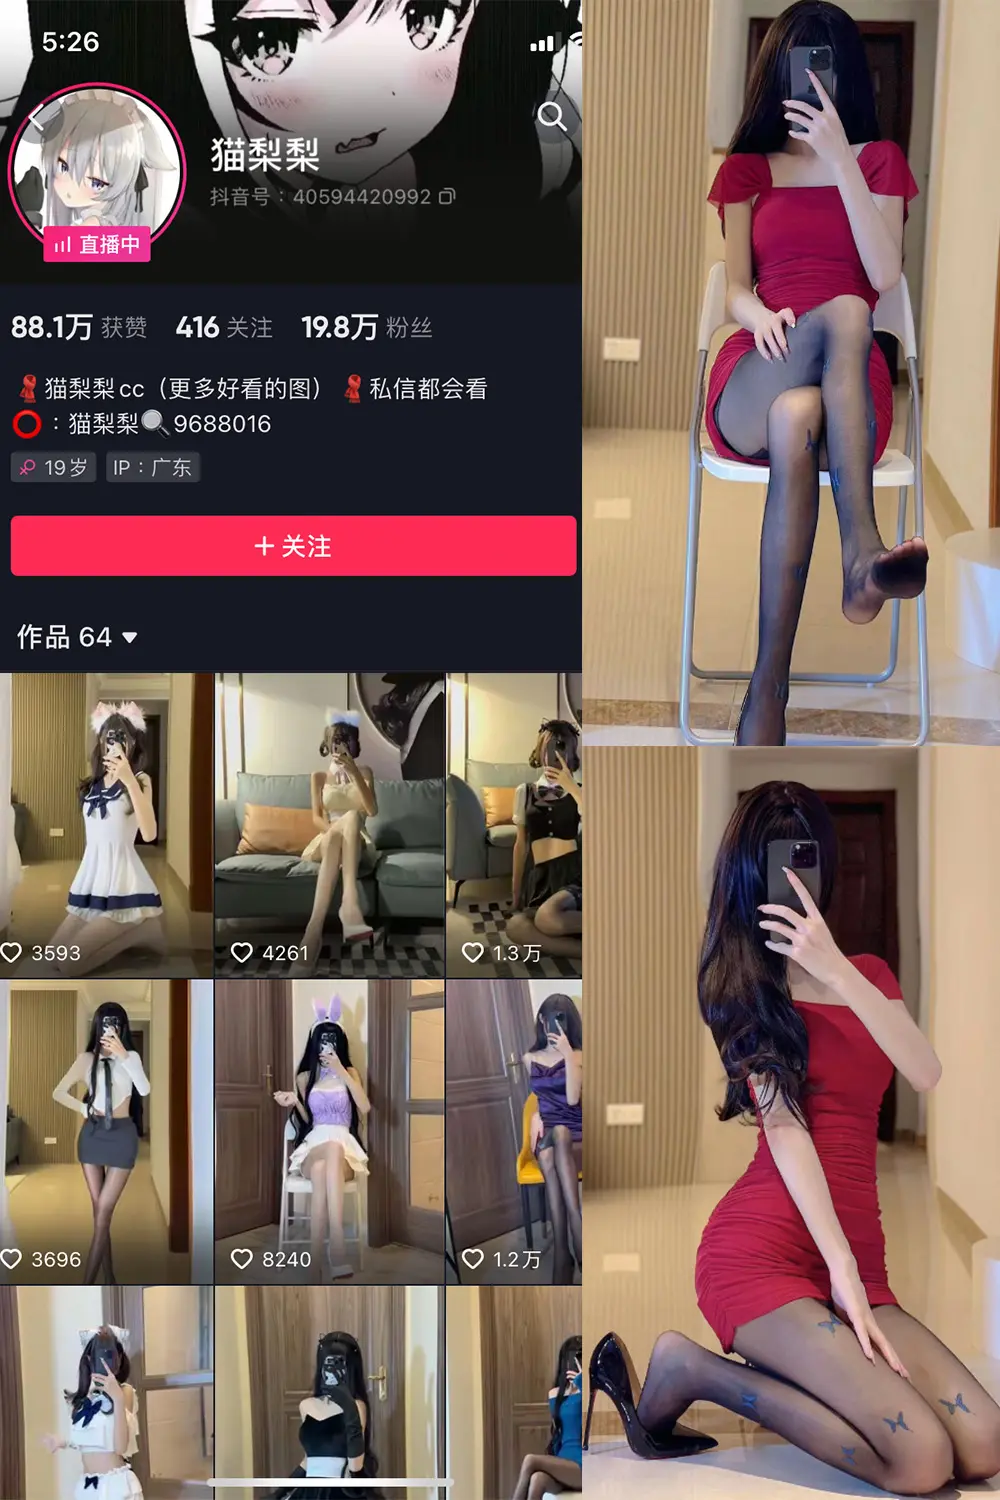 5:26
猫梨梨
抖音号：40594420992
直播中
88.1万 获赞 416 关注 19.8万 粉丝
猫梨梨cc（更多好看的图） 私信都会看
：猫梨梨 9688016
19岁 IP：广东
+ 关注
作品 64
3593 4261 1.3万
3696 8240 1.2万